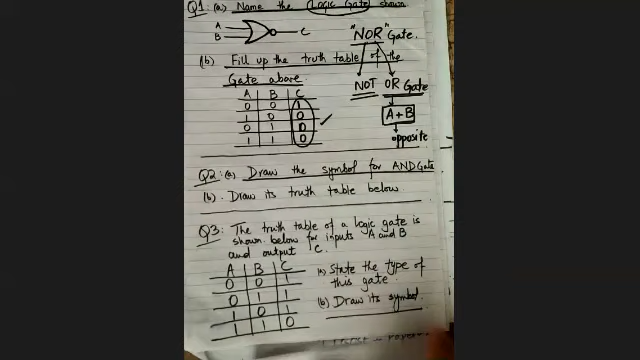 Q1: (a) Name the Logic Gate shown
A
B
C
"NOR" Gate.
(b) Fill up the truth table of the
Gate above
NOT OR Gate
A + B
opposite
A B C
0 0 1
1 0 0
0 1 0
1 1 0
Q2: (a) Draw the symbol for AND Gate
(b). Draw its truth table below
Q3: The truth table of a logic gate is
shown below for inputs A and B
and output C.
A B C
0 0 1
0 1 1
1 0 1
1 1 0
(a) State the type of
this gate
(b) Draw its symbol.